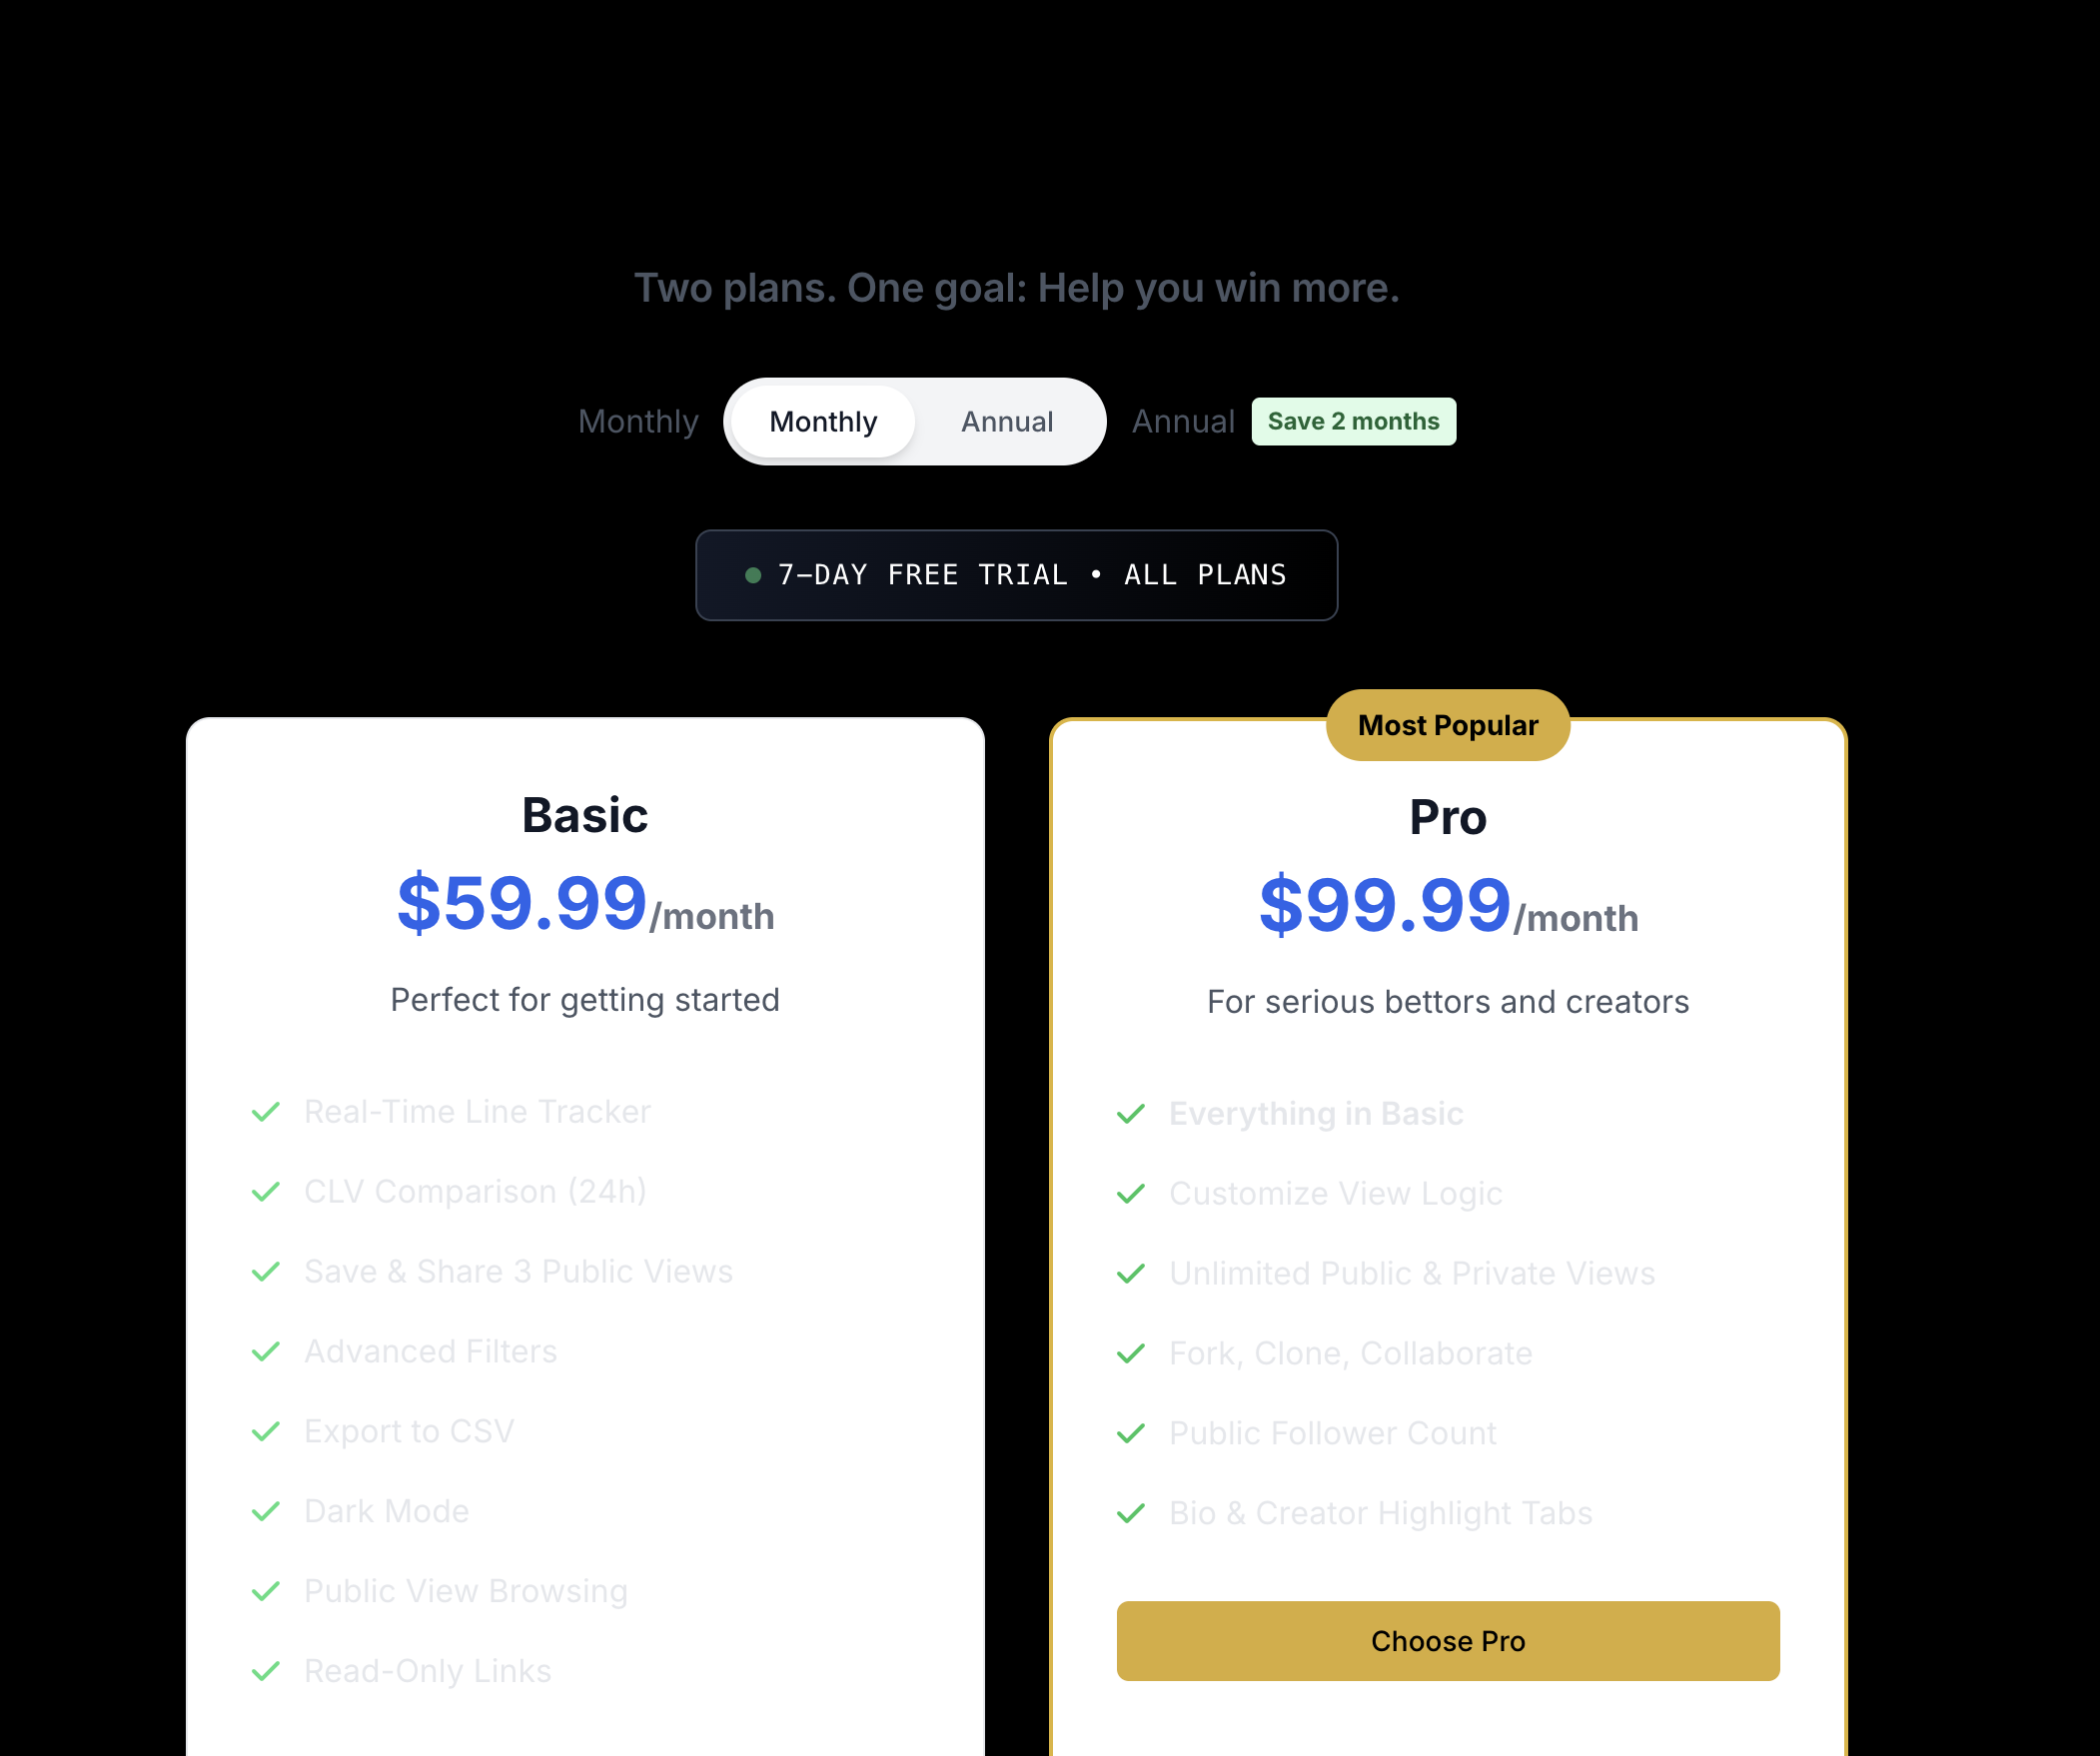 Two plans. One goal: Help you win more.
Monthly Monthly Annual Annual Save 2 months
7–DAY FREE TRIAL • ALL PLANS
Basic
$59.99/month
Perfect for getting started
Real-Time Line Tracker
CLV Comparison (24h)
Save & Share 3 Public Views
Advanced Filters
Export to CSV
Dark Mode
Public View Browsing
Read-Only Links
Most Popular
Pro
$99.99/month
For serious bettors and creators
Everything in Basic
Customize View Logic
Unlimited Public & Private Views
Fork, Clone, Collaborate
Public Follower Count
Bio & Creator Highlight Tabs
Choose Pro